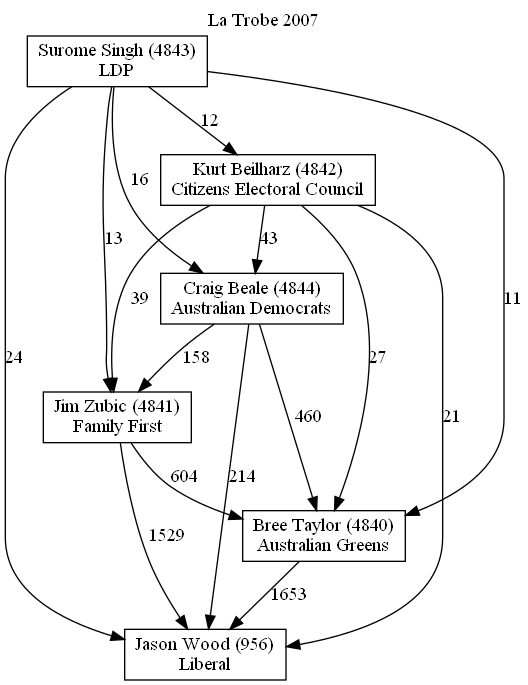 La Trobe 2007
Surome Singh (4843)
LDP
12
Kurt Beilharz (4842)
Citizens Electoral Council
16
13
39
43
Craig Beale (4844)
Australian Democrats
24
158
27
11
Jim Zubic (4841)
Family First
460
21
604
214
Bree Taylor (4840)
Australian Greens
1529
1653
Jason Wood (956)
Liberal